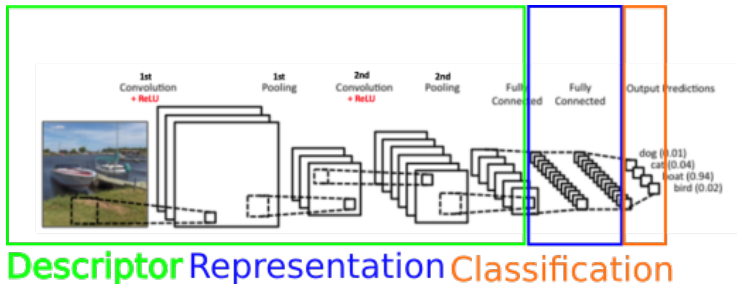 1st
Convolution
+ ReLU
1st
Pooling
2nd
Convolution
+ ReLU
2nd
Pooling
Fully
Connected
Fully
Connected
Output Predictions
dog (0.01)
cat (0.04)
boat (0.94)
bird (0.02)
Descriptor Representation Classification